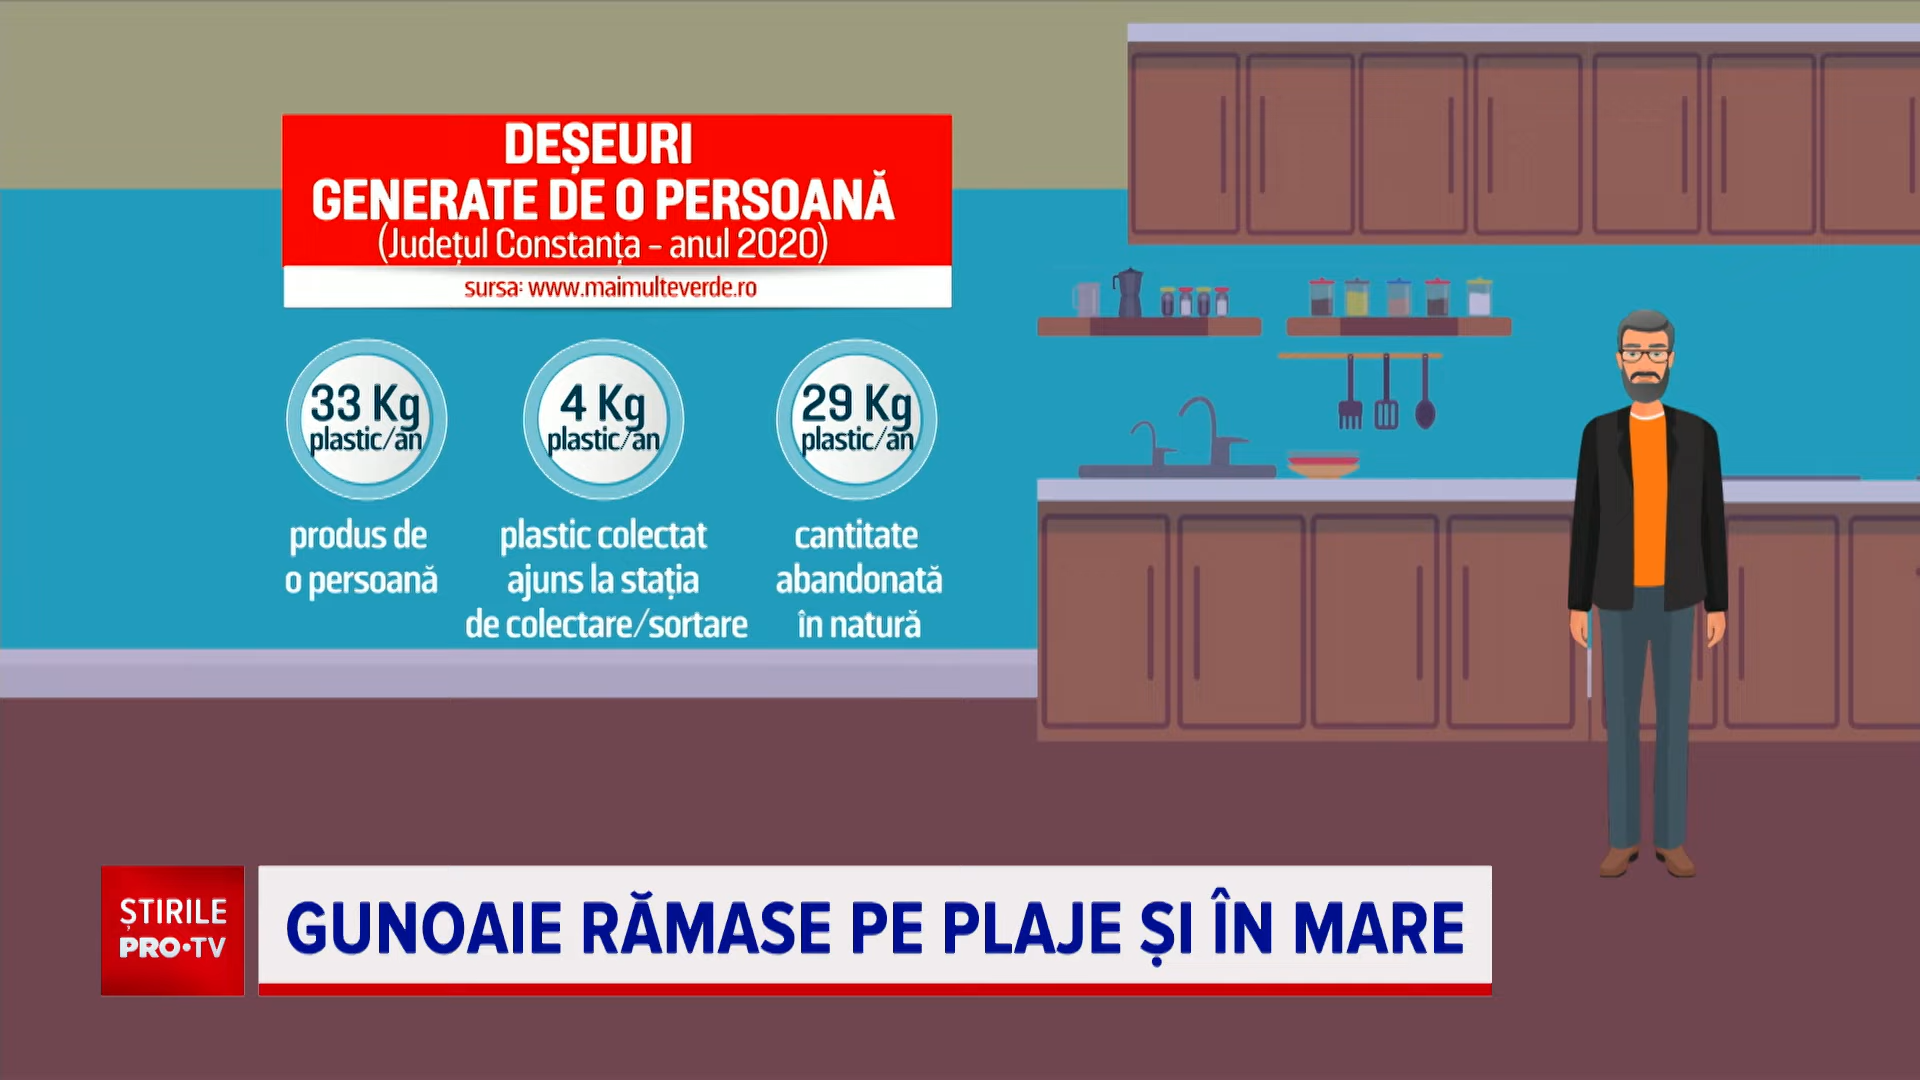 DEȘEURI
GENERATE DE O PERSOANĂ
(Județul Constanța - anul 2020)
sursa: www.maimulteverde.ro
33 Kg
plastic/an
produs de
o persoană
4 Kg
plastic/an
plastic colectat
ajuns la stația
de colectare/sortare
29 Kg
plastic/an
cantitate
abandonată
în natură
ȘTIRILE
PRO•TV
GUNOAIE RĂMASE PE PLAJE ȘI ÎN MARE